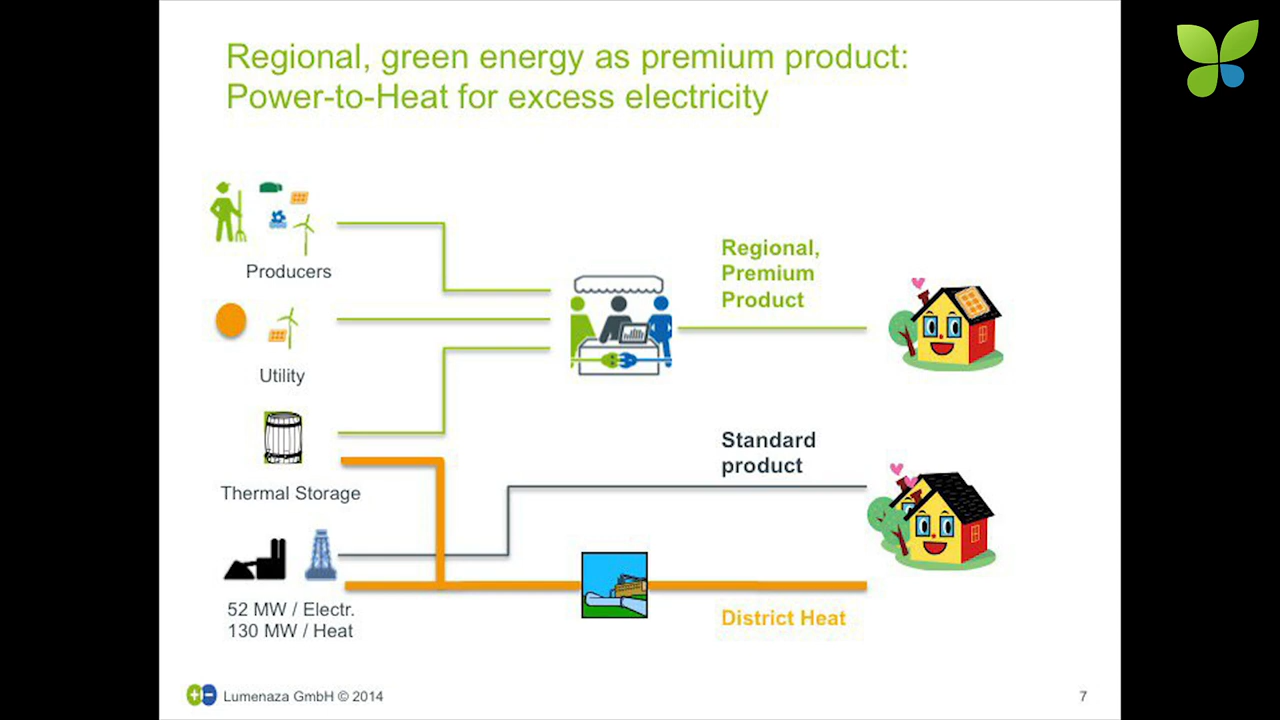 Regional, green energy as premium product:
Power-to-Heat for excess electricity
Producers
Utility
Thermal Storage
52 MW / Electr.
130 MW / Heat
Regional,
Premium
Product
Standard
product
District Heat
Lumenaza GmbH © 2014
7